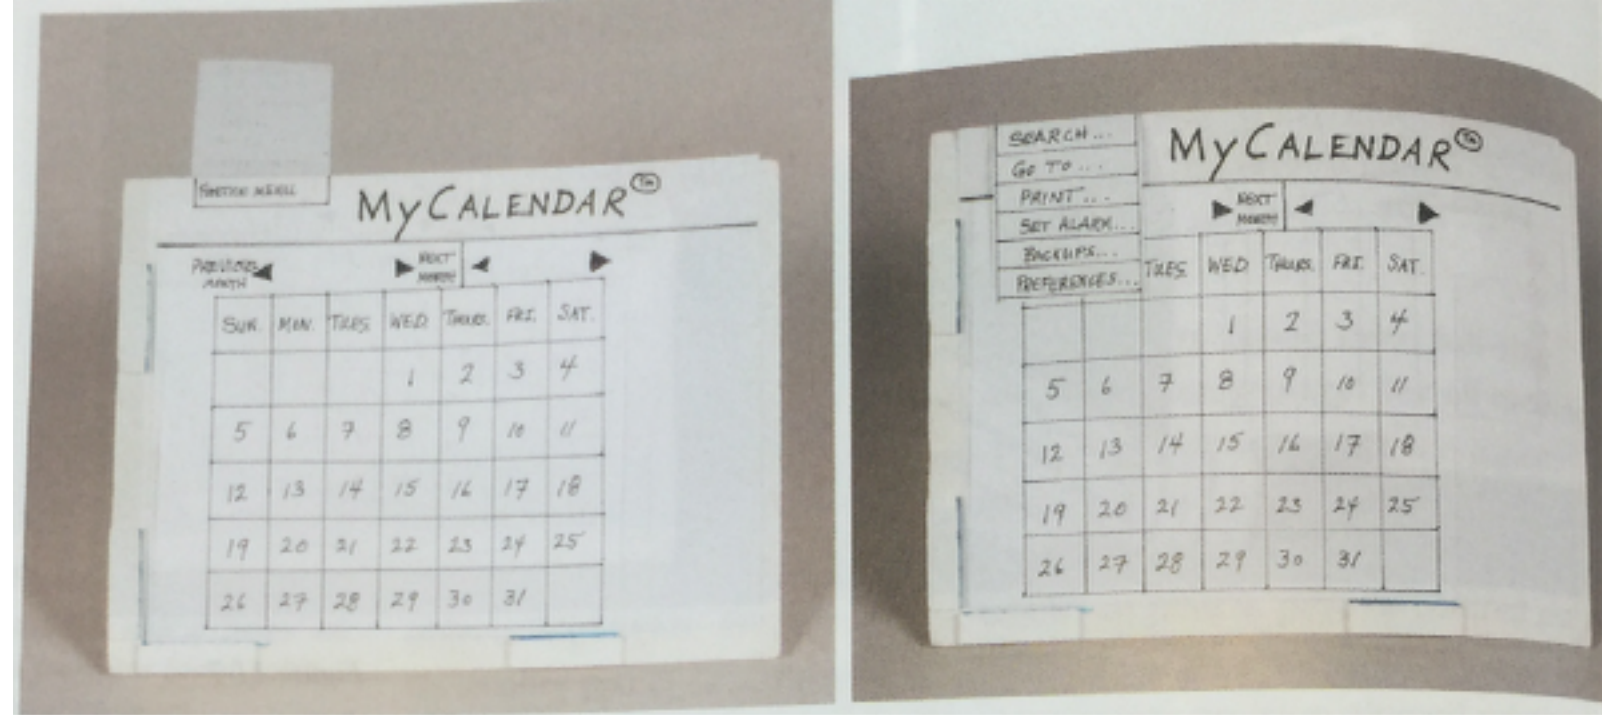 MENU
MyCALENDAR TM
PREVIOUS MONTH
NEXT MONTH
SUN. MON. TUES. WED. THURS. FRI. SAT.
1 2 3 4
5 6 7 8 9 10 11
12 13 14 15 16 17 18
19 20 21 22 23 24 25
26 27 28 29 30 31
SEARCH...
GO TO...
PRINT...
SET ALARM...
BACKUPS...
PREFERENCES...
MyCALENDAR TM
NEXT MONTH
TUES. WED. THURS. FRI. SAT.
1 2 3 4
5 6 7 8 9 10 11
12 13 14 15 16 17 18
19 20 21 22 23 24 25
26 27 28 29 30 31